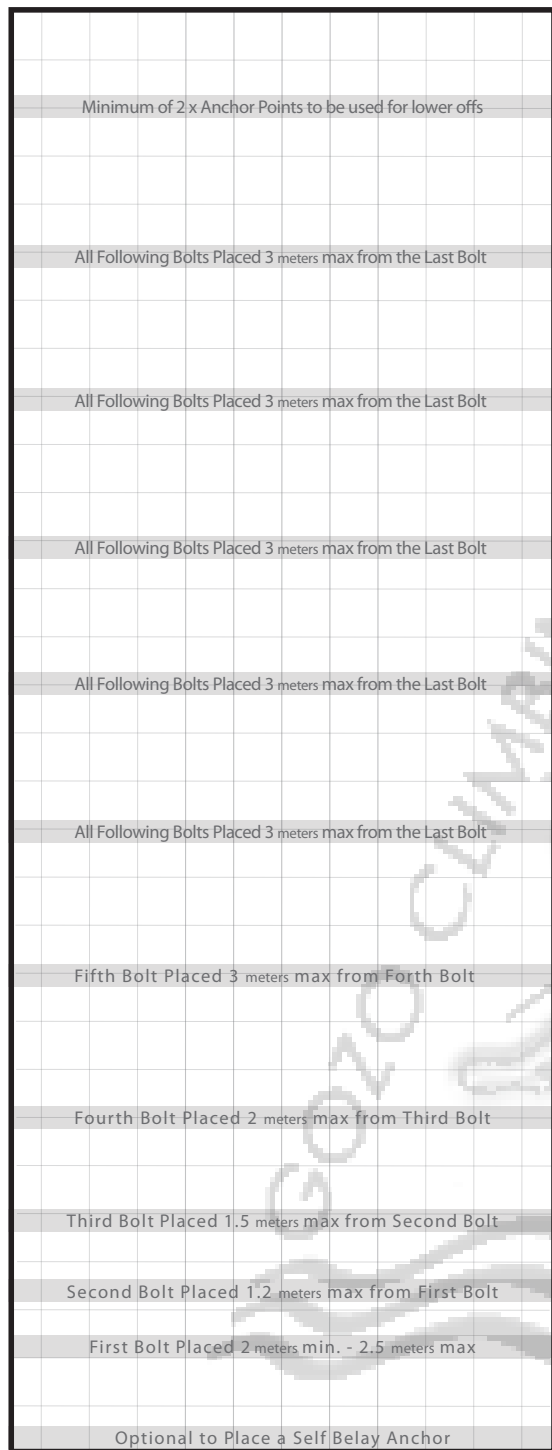 Minimum of 2 x Anchor Points to be used for lower offs
All Following Bolts Placed 3 meters max from the Last Bolt
All Following Bolts Placed 3 meters max from the Last Bolt
All Following Bolts Placed 3 meters max from the Last Bolt
All Following Bolts Placed 3 meters max from the Last Bolt
All Following Bolts Placed 3 meters max from the Last Bolt
Fifth Bolt Placed 3 meters max from Forth Bolt
Fourth Bolt Placed 2 meters max from Third Bolt
Third Bolt Placed 1.5 meters max from Second Bolt
Second Bolt Placed 1.2 meters max from First Bolt
First Bolt Placed 2 meters min. - 2.5 meters max
Optional to Place a Self Belay Anchor
GOZO